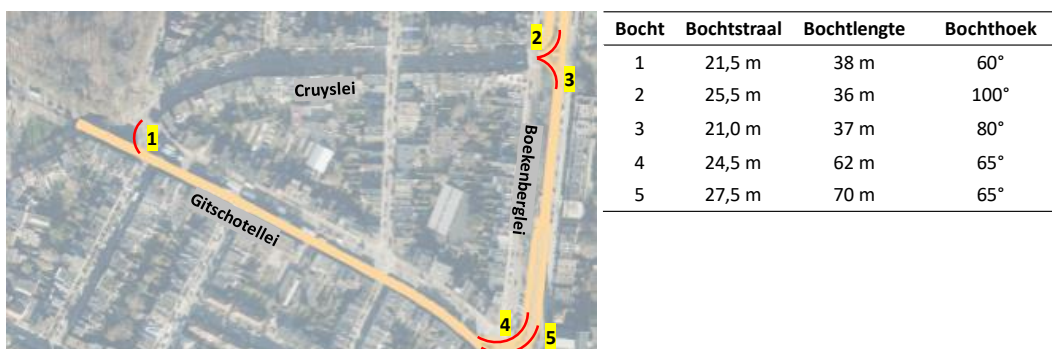 2
3
Cruyslei
1
Boekenberglei
Gitschotellei
4
5
Bocht Bochtstraal Bochtlengte Bochthoek
1 21,5 m 38 m 60°
2 25,5 m 36 m 100°
3 21,0 m 37 m 80°
4 24,5 m 62 m 65°
5 27,5 m 70 m 65°